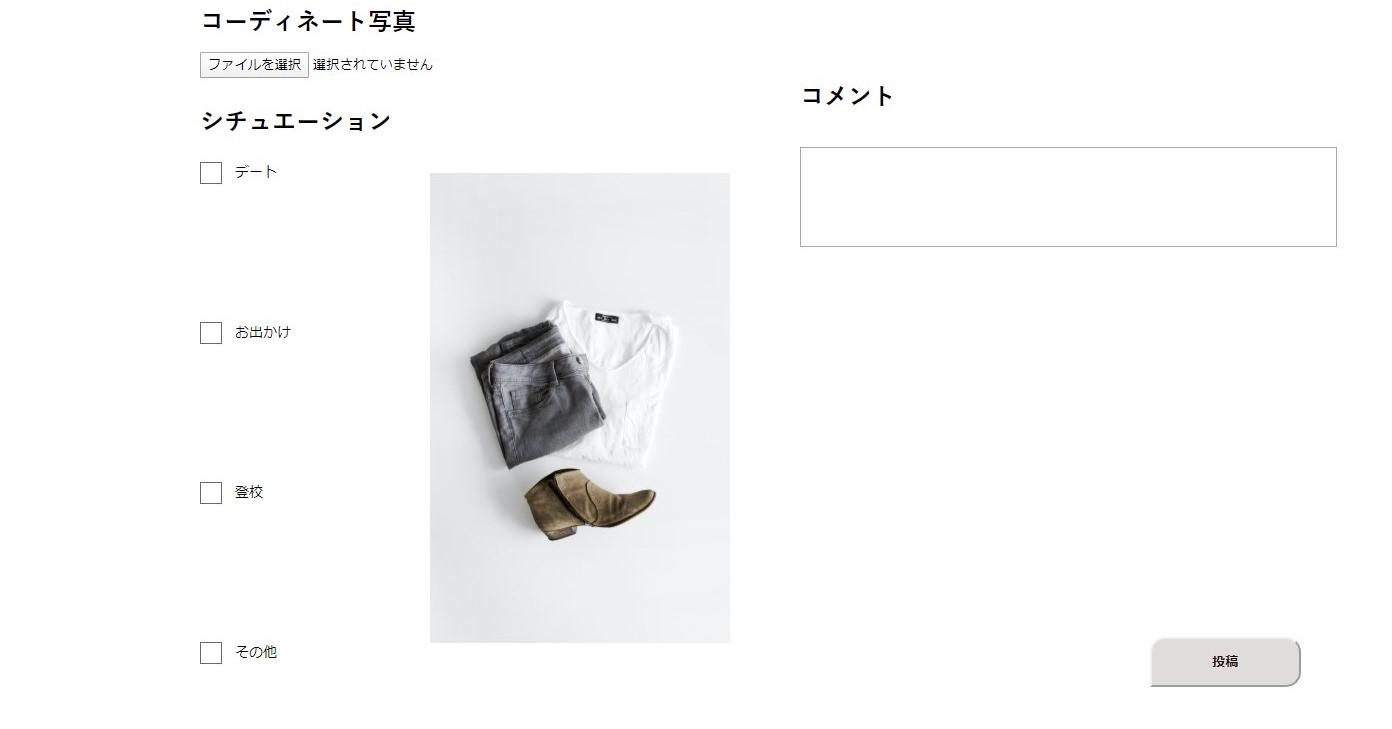 コーディネート写真
ファイルを選択 選択されていません
シチュエーション
デート
お出かけ
登校
その他
コメント
投稿